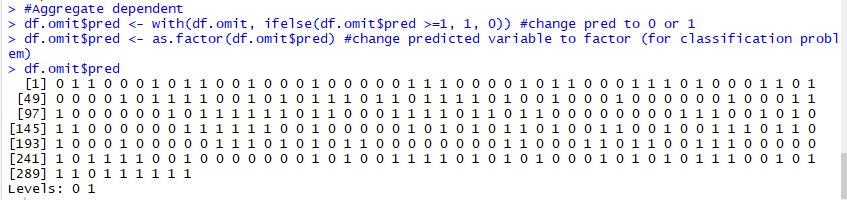 > #Aggregate dependent
> df.omit$pred <- with(df.omit, ifelse(df.omit$pred >=1, 1, 0)) #change pred to 0 or 1
> df.omit$pred <- as.factor(df.omit$pred) #change predicted variable to factor (for classification probl
em)
> df.omit$pred
[1] 0 1 1 0 0 0 1 0 1 1 0 0 1 0 0 0 1 0 0 0 0 0 1 1 1 0 0 0 0 1 0 1 1 0 0 0 1 1 1 0 1 0 0 0 1 1 0 1
[49] 0 0 0 0 1 0 1 1 1 1 0 0 1 0 1 0 1 1 1 0 1 1 0 1 1 1 1 0 1 0 0 1 0 0 0 1 0 0 0 0 0 0 1 0 0 0 1 1
[97] 1 0 0 0 0 0 0 1 0 1 0 0 0 1 1 1 1 0 0 0 0 1 1 1 1 0 1 1 0 1 1 0 0 0 0 0 0 0 0 1 1 1 0 0 1 0 1 0
[145] 1 1 0 0 0 0 0 0 1 1 1 1 1 1 0 0 1 0 0 0 0 0 1 0 1 0 1 0 1 1 0 1 1 0 1 0 0 0 1 0 0 1 1 1 0 1 1 0
[193] 1 0 0 0 0 0 0 0 1 1 1 0 1 0 1 0 1 1 0 0 0 0 0 0 0 0 0 1 1 0 0 0 1 1 0 1 1 0 0 1 1 1 0 0 0 0 0 0
[241] 1 0 1 1 1 1 0 0 1 0 0 0 0 0 0 0 1 0 1 0 0 1 1 1 1 0 1 0 1 0 1 0 0 0 1 0 1 0 1 0 1 1 1 0 0 1 0 1
[289] 1 1 0 1 1 1 1 1 1
Levels: 0 1